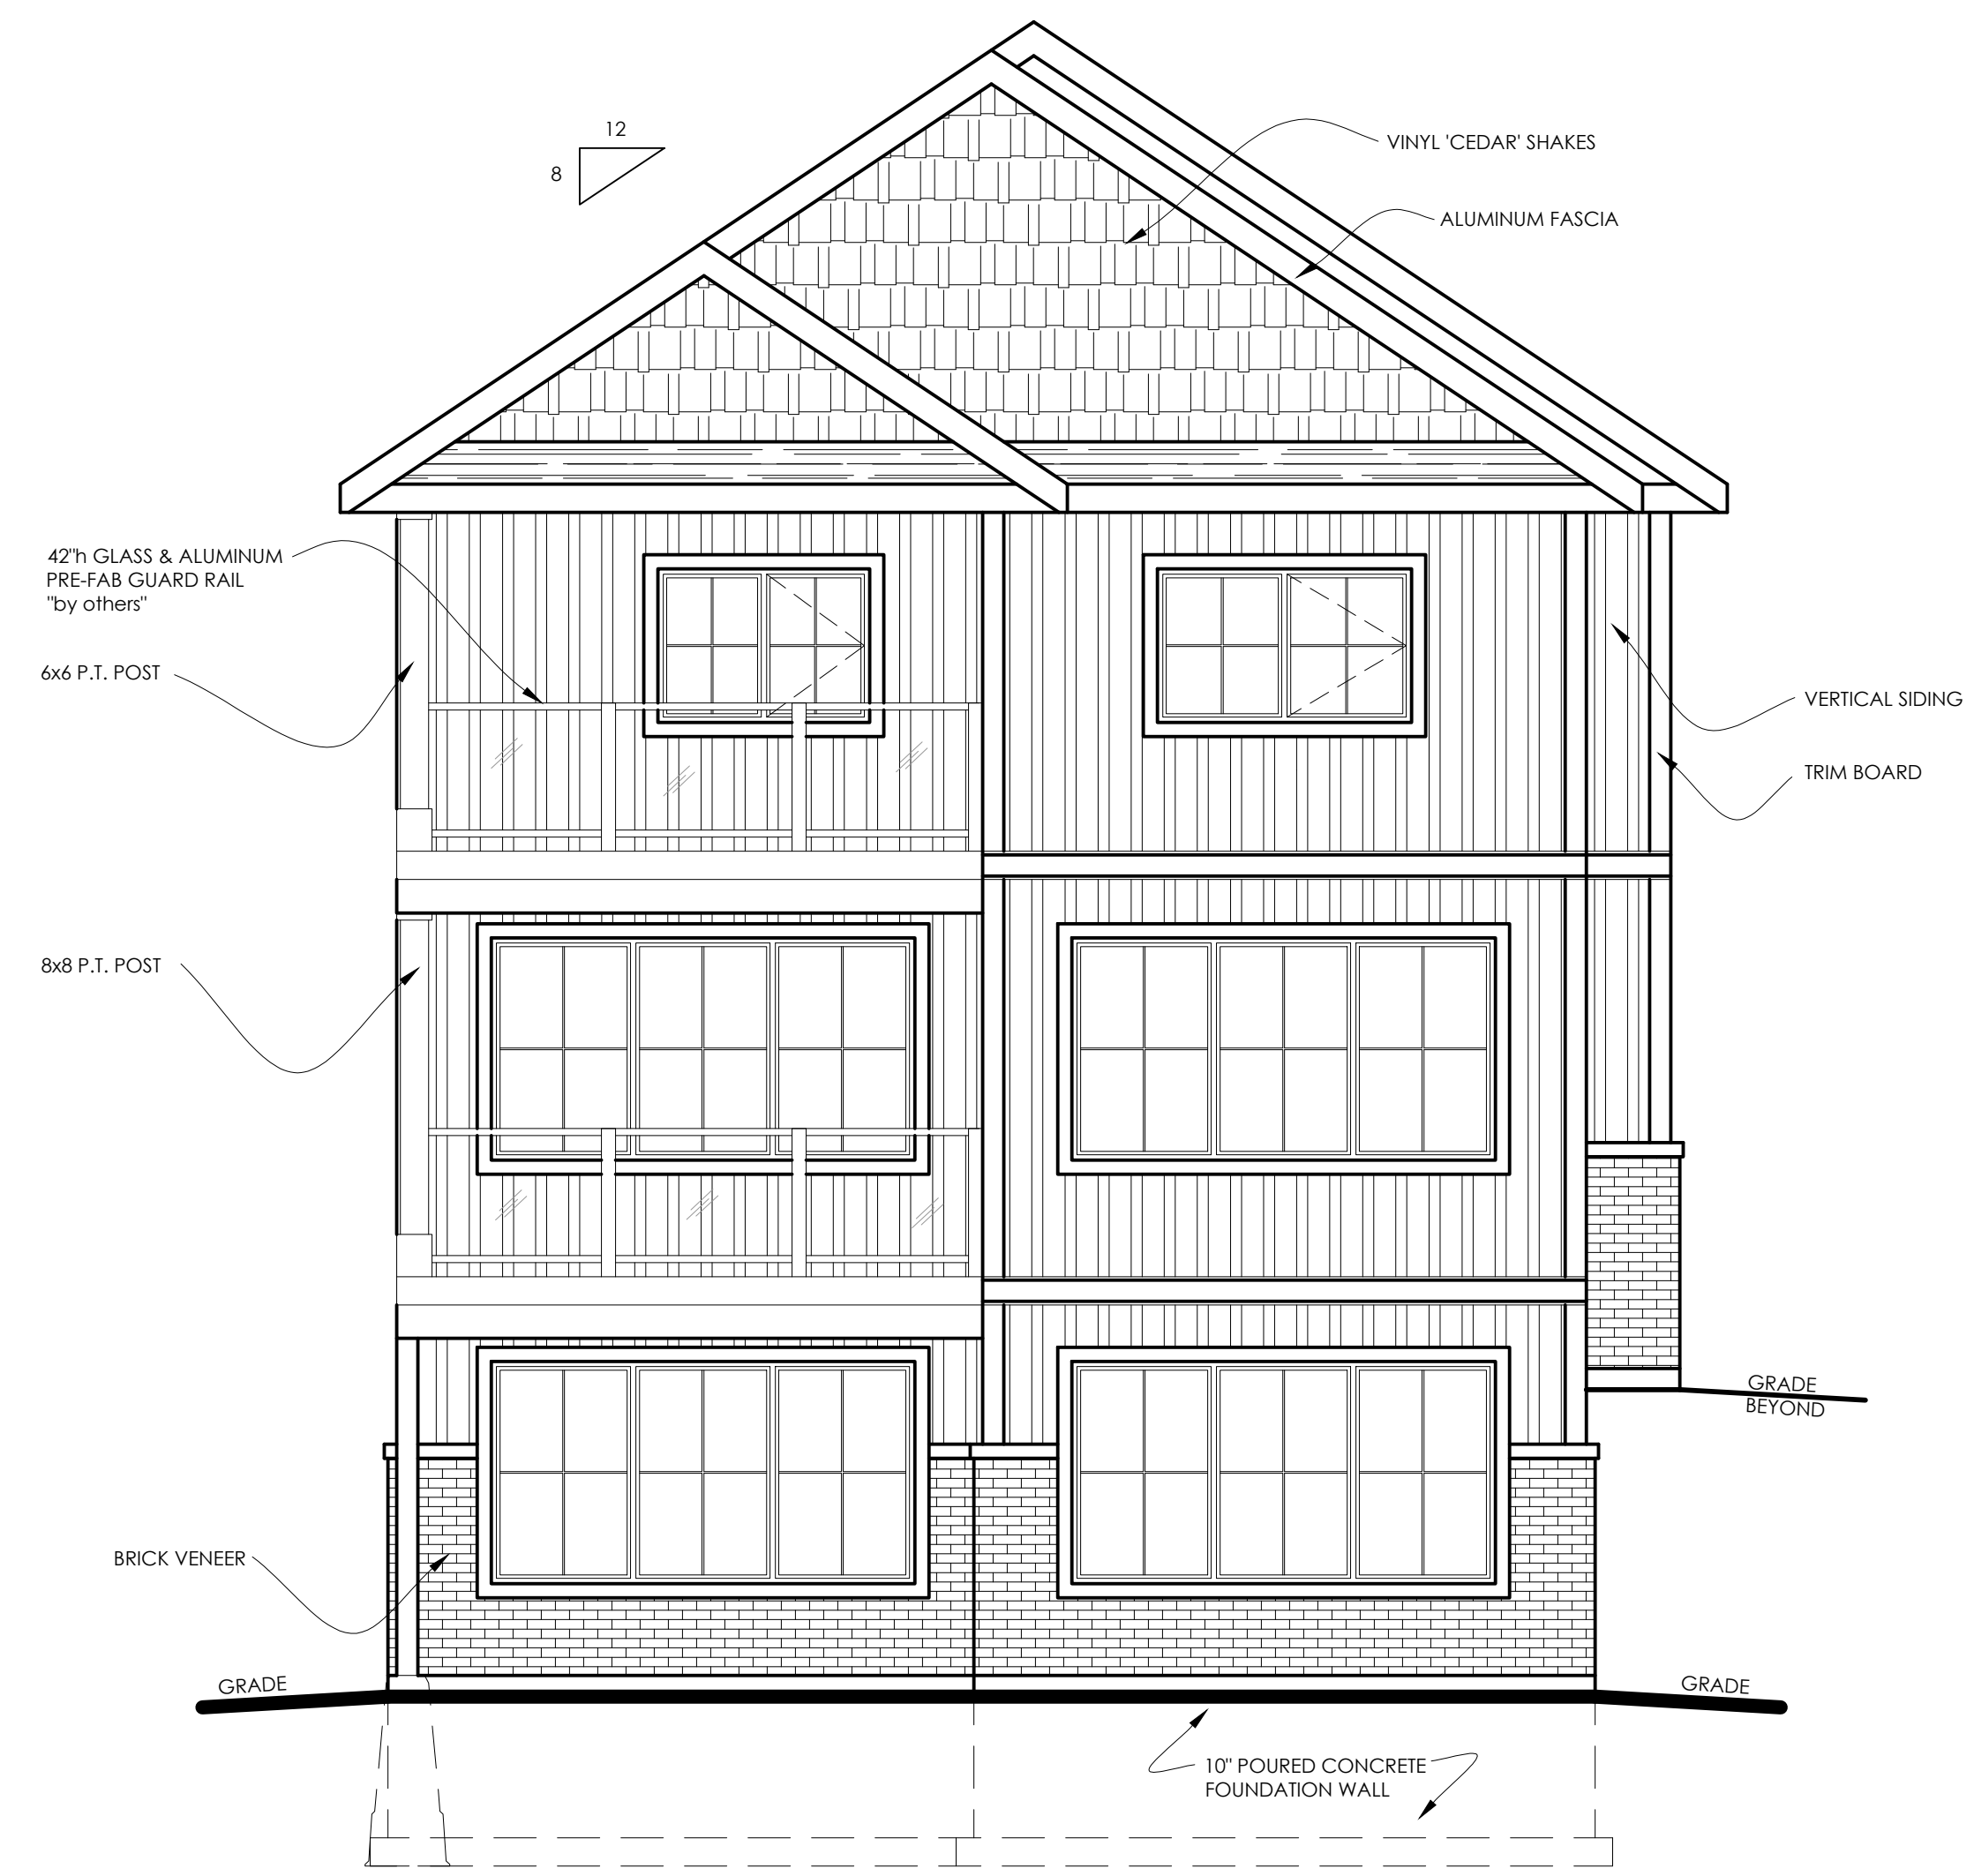 12
8
VINYL 'CEDAR' SHAKES
ALUMINUM FASCIA
42"h GLASS & ALUMINUM
PRE-FAB GUARD RAIL
"by others"
6x6 P.T. POST
VERTICAL SIDING
TRIM BOARD
8x8 P.T. POST
GRADE
BEYOND
BRICK VENEER
GRADE
GRADE
10" POURED CONCRETE
FOUNDATION WALL